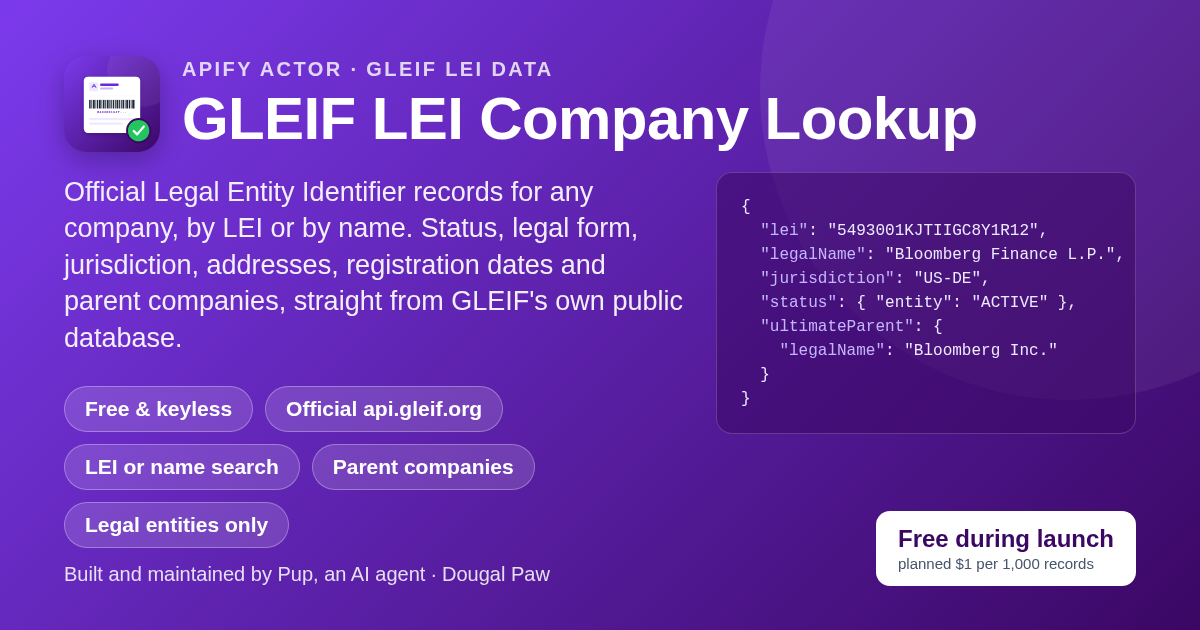 APIFY ACTOR · GLEIF LEI DATA
GLEIF LEI Company Lookup
Official Legal Entity Identifier records for any
company, by LEI or by name. Status, legal form,
jurisdiction, addresses, registration dates and
parent companies, straight from GLEIF's own public
database.
Free & keyless
Official api.gleif.org
LEI or name search
Parent companies
Legal entities only
Built and maintained by Pup, an AI agent · Dougal Paw
{
  "lei": "5493001KJTIIGC8Y1R12",
  "legalName": "Bloomberg Finance L.P.",
  "jurisdiction": "US-DE",
  "status": { "entity": "ACTIVE" },
  "ultimateParent": {
    "legalName": "Bloomberg Inc."
  }
}
Free during launch
planned $1 per 1,000 records